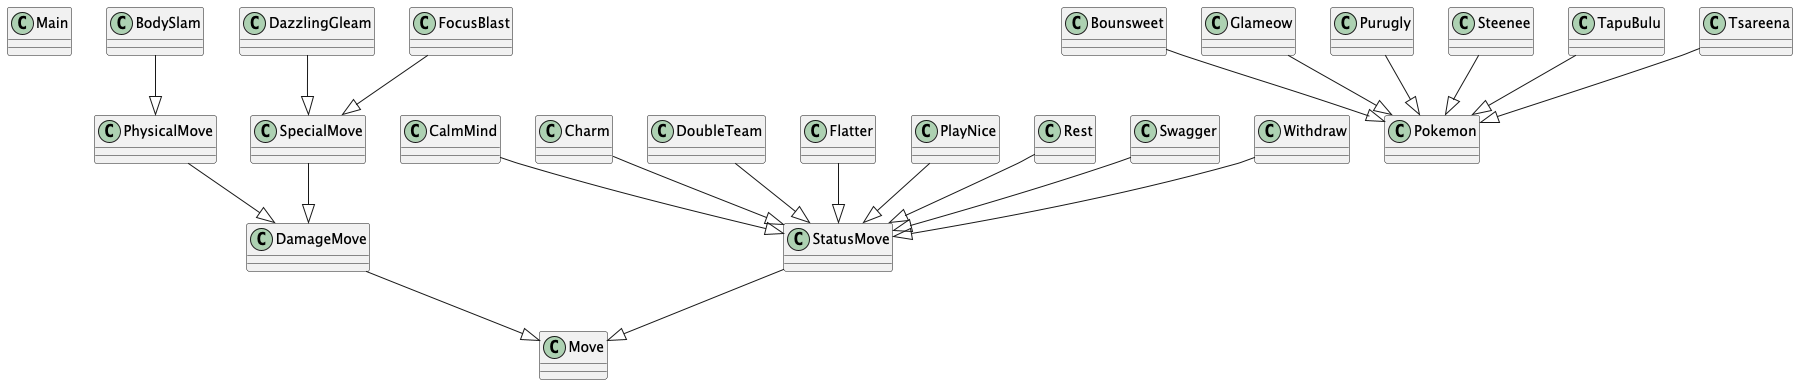 C Main
C BodySlam
C DazzlingGleam
C FocusBlast
C Bounsweet
C Glameow
C Purugly
C Steenee
C TapuBulu
C Tsareena
C PhysicalMove
C SpecialMove
C CalmMind
C Charm
C DoubleTeam
C Flatter
C PlayNice
C Rest
C Swagger
C Withdraw
C Pokemon
C DamageMove
C StatusMove
C Move